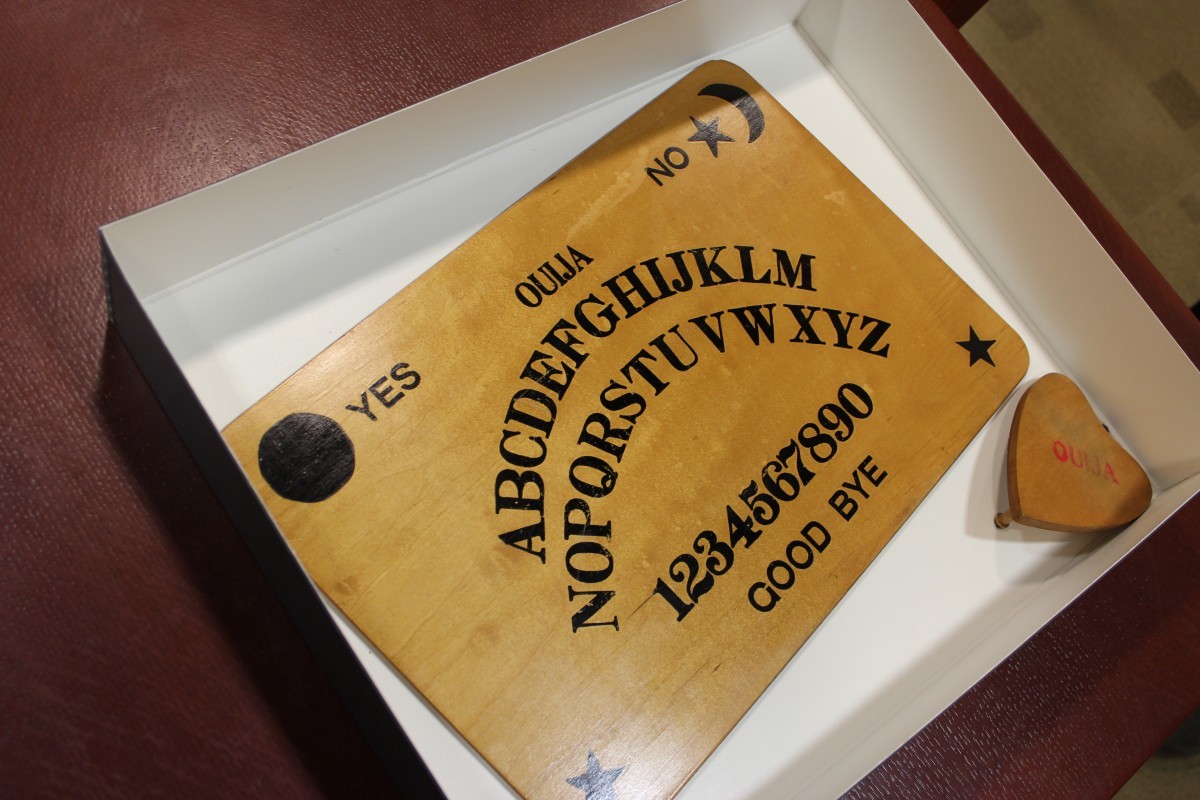 YES
NO
OUIJA
ABCDEFGHIJKLM
NOPQRSTUVWXYZ
1234567890
GOOD BYE
OUIJA